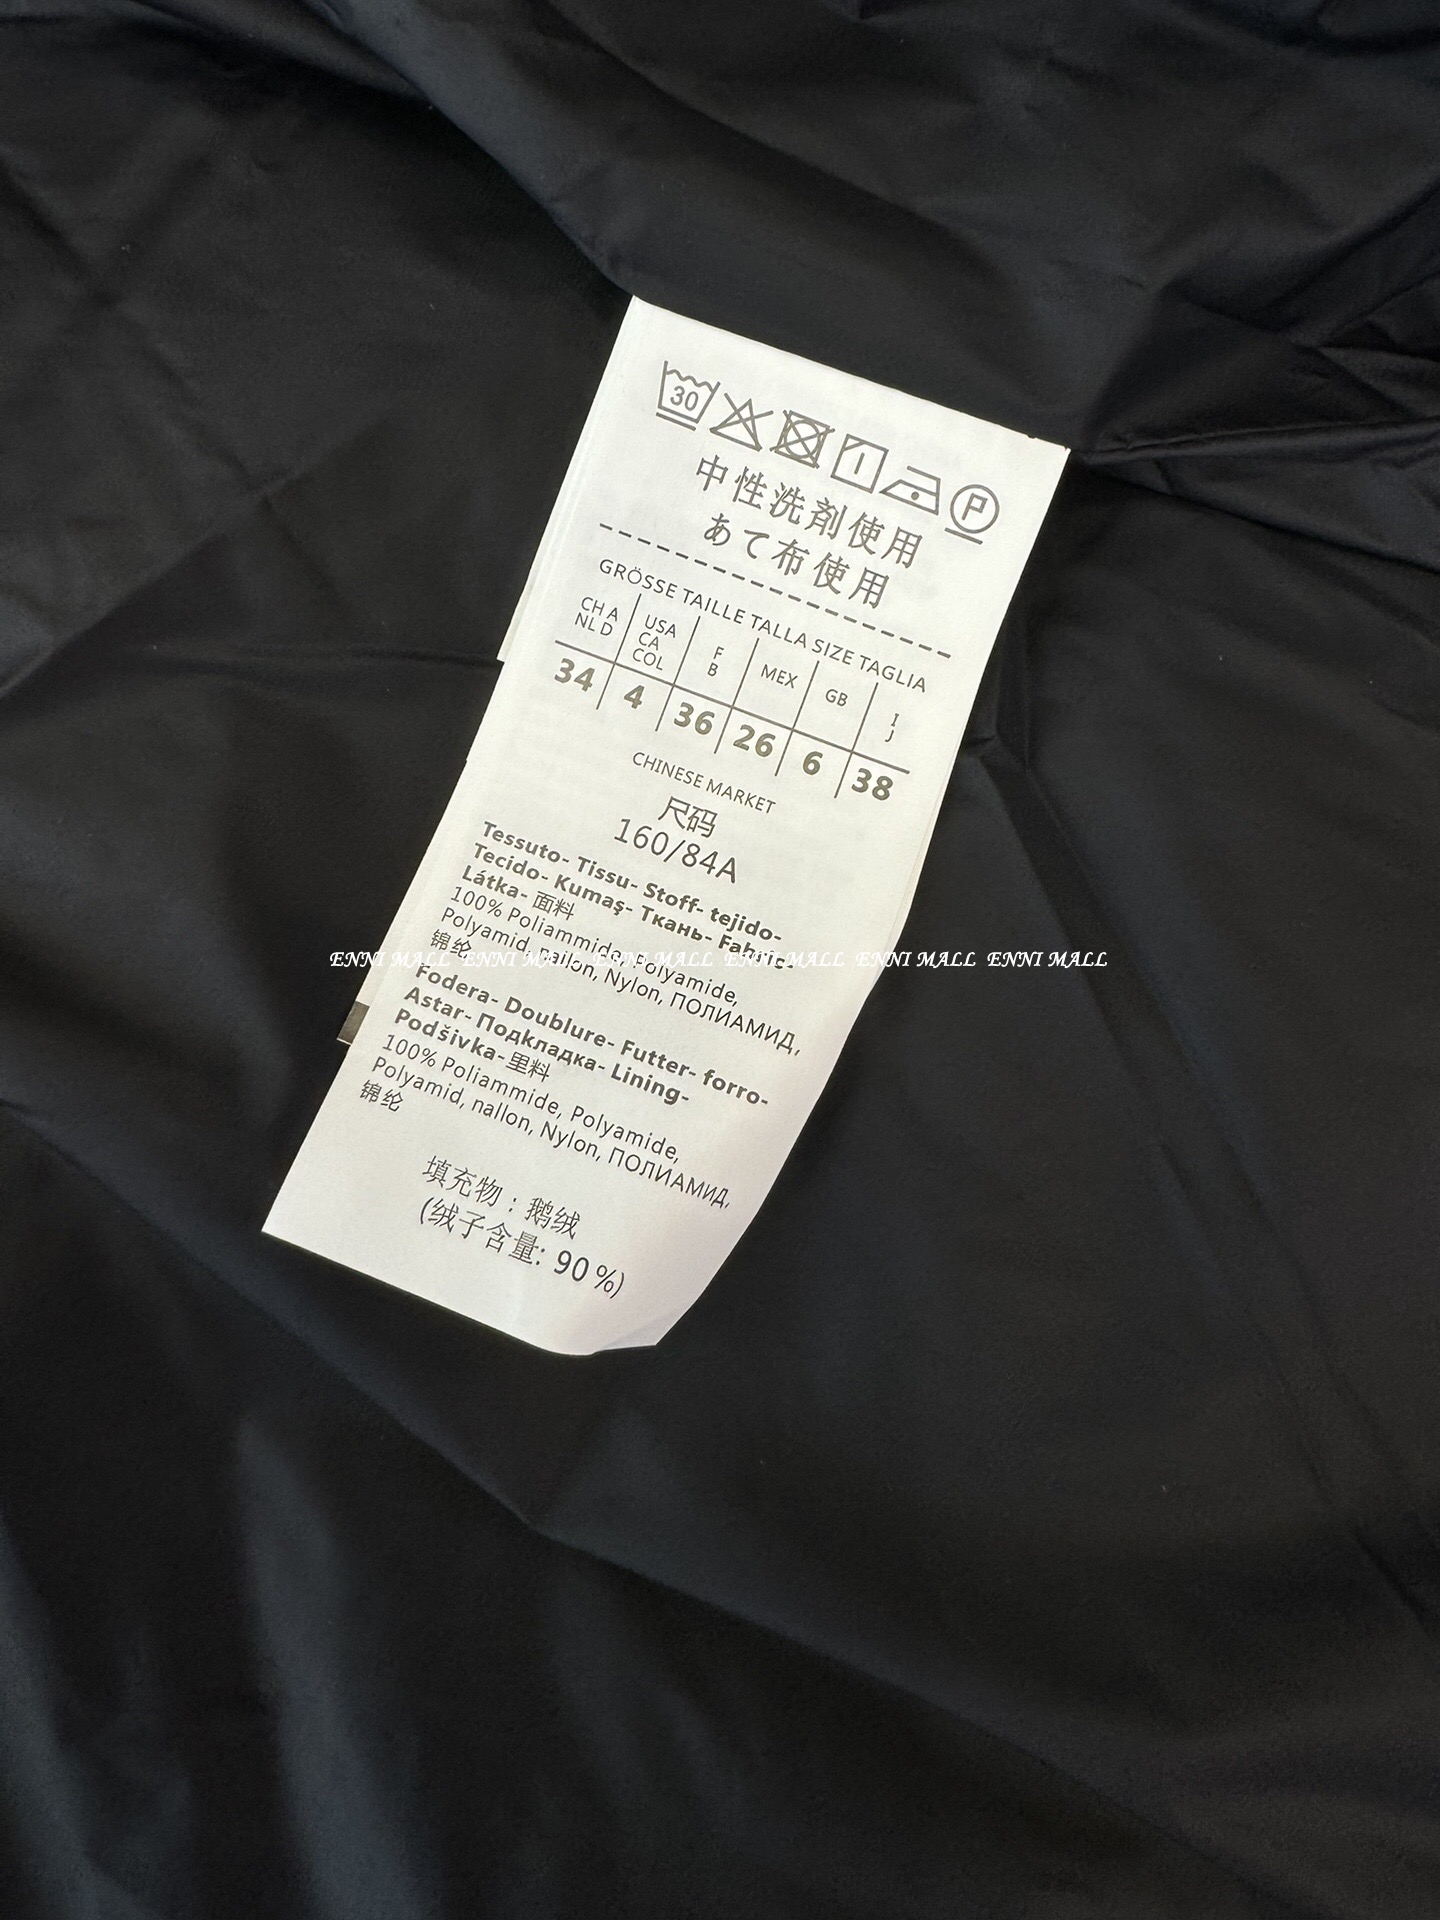 30
P
中性洗剤使用
あて布使用
GRÖSSE TAILLE TALLA SIZE TAGLIA
CH A NL D
USA CA COL
F B
MEX
GB
I J
34 4 36 26 6 38
CHINESE MARKET
尺码
160/84A
Tessuto- Tissu- Stoff- tejido-
Tecido- Kumaş- Ткань- Fabric-
Látka- 面料
100% Poliammide, Polyamide,
Polyamid, nallon, Nylon, ПОЛИАМИД,
锦纶
ENNI MALL ENNI MALL ENNI MALL ENNI MALL ENNI MALL ENNI MALL
Fodera- Doublure- Futter- forro-
Astar- Подкладка- Lining-
Podšívka- 里料
100% Poliammide, Polyamide,
Polyamid, nallon, Nylon, ПОЛИАМИД,
锦纶
填充物：鹅绒
(绒子含量: 90%)